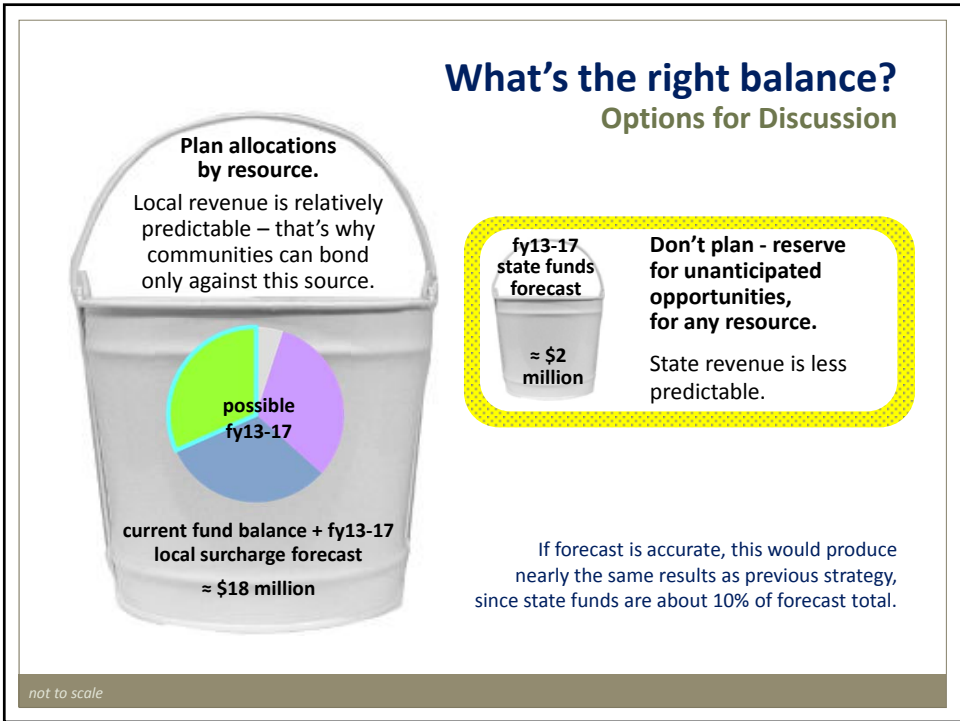 What’s the right balance?
Options for Discussion
Plan allocations
by resource.
Local revenue is relatively
predictable – that’s why
communities can bond
only against this source.
possible
fy13-17
current fund balance + fy13-17
local surcharge forecast
≈ $18 million
fy13-17
state funds
forecast
≈ $2
million
Don’t plan - reserve
for unanticipated
opportunities,
for any resource.
State revenue is less
predictable.
If forecast is accurate, this would produce
nearly the same results as previous strategy,
since state funds are about 10% of forecast total.
not to scale